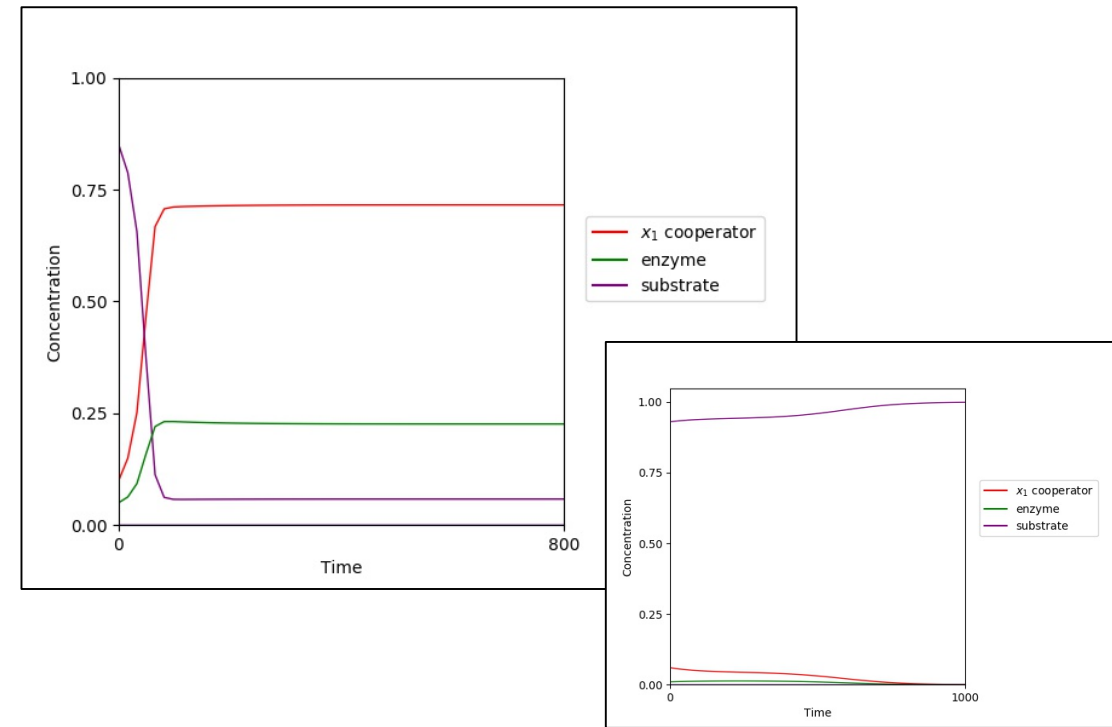 1.00
0.75
0.50
0.25
0.00
Concentration
0
800
Time
x₁ cooperator
enzyme
substrate
1.00
0.75
0.50
0.25
0.00
Concentration
0
1000
Time
x₁ cooperator
enzyme
substrate